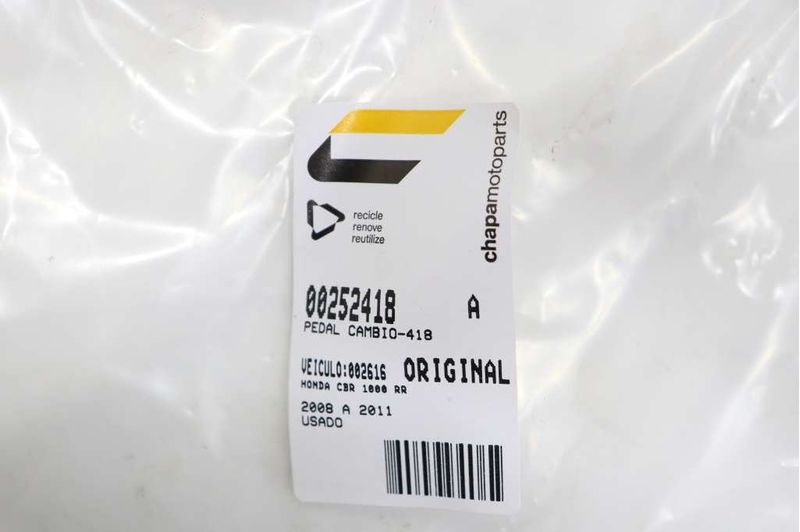 chapamotoparts
recicle
renove
reutilize
00252418 A
PEDAL CAMBIO-418
VEICULO:002616 ORIGINAL
HONDA CBR 1000 RR
2008 A 2011
USADO